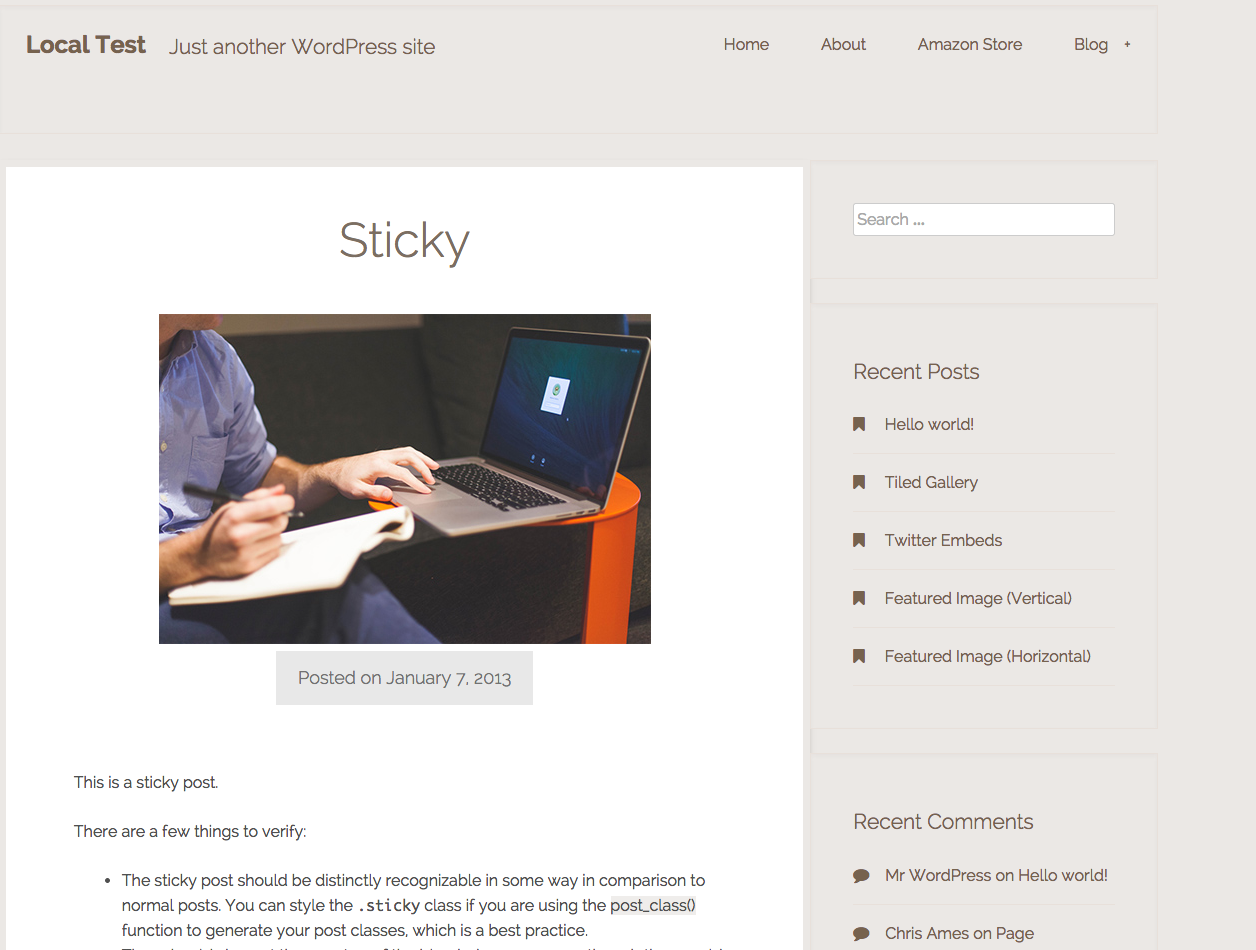 Local Test Just another WordPress site Home About Amazon Store Blog +
Search ...
Sticky
Posted on January 7, 2013
This is a sticky post.
There are a few things to verify:
• The sticky post should be distinctly recognizable in some way in comparison to
normal posts. You can style the .sticky class if you are using the post_class()
function to generate your post classes, which is a best practice.
Recent Posts
Hello world!
Tiled Gallery
Twitter Embeds
Featured Image (Vertical)
Featured Image (Horizontal)
Recent Comments
Mr WordPress on Hello world!
Chris Ames on Page